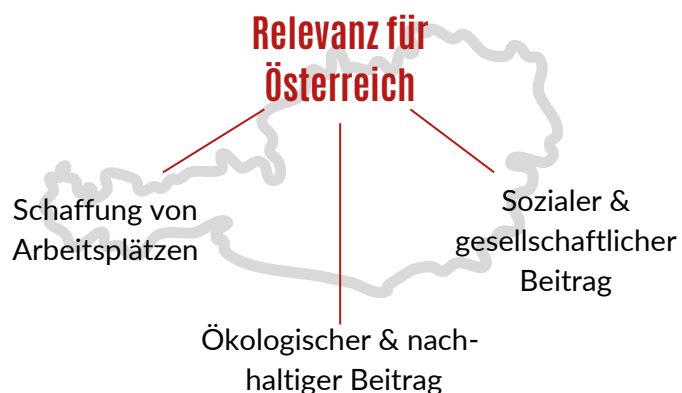 Relevanz für
Österreich
Schaffung von
Arbeitsplätzen
Sozialer &
gesellschaftlicher
Beitrag
Ökologischer & nach-
haltiger Beitrag